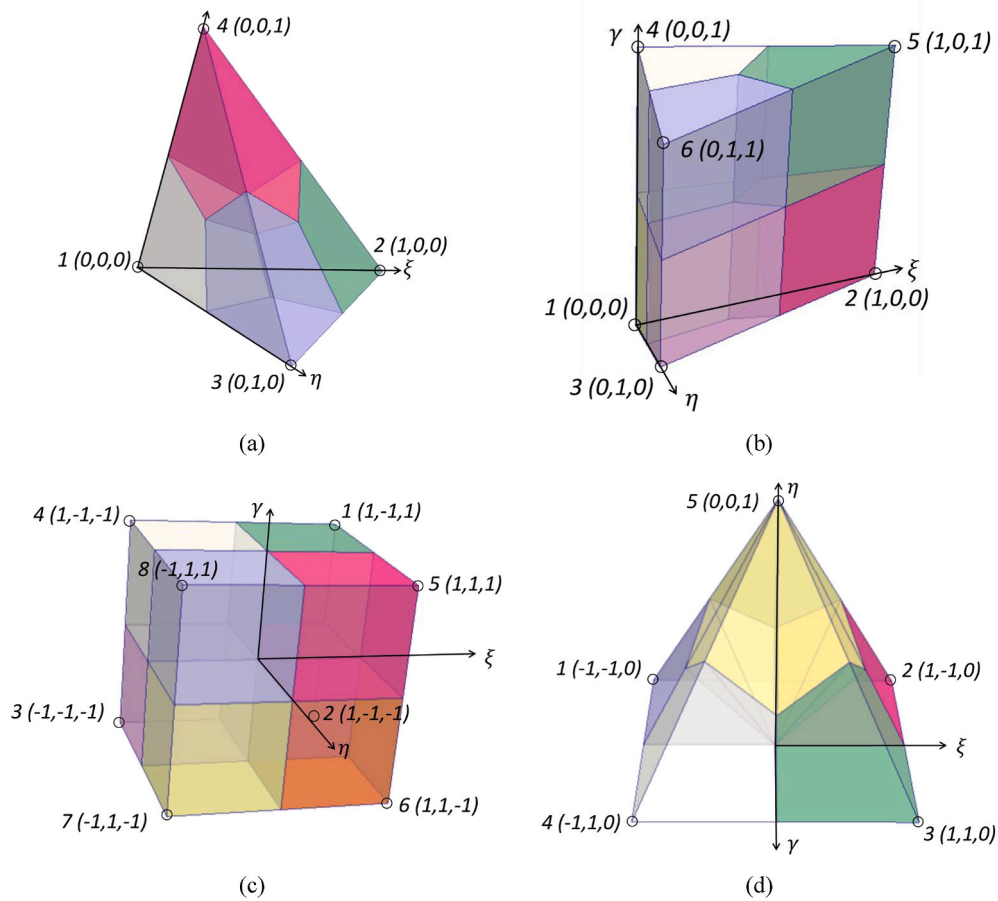 4 (0,0,1)
1 (0,0,0)
2 (1,0,0)
ξ
3 (0,1,0)
η
(a)
γ
4 (0,0,1)
5 (1,0,1)
6 (0,1,1)
1 (0,0,0)
ξ
2 (1,0,0)
3 (0,1,0)
η
(b)
γ
4 (1,-1,-1)
1 (1,-1,1)
8 (-1,1,1)
5 (1,1,1)
ξ
3 (-1,-1,-1)
2 (1,-1,-1)
η
7 (-1,1,-1)
6 (1,1,-1)
(c)
5 (0,0,1)
η
1 (-1,-1,0)
2 (1,-1,0)
ξ
4 (-1,1,0)
3 (1,1,0)
γ
(d)